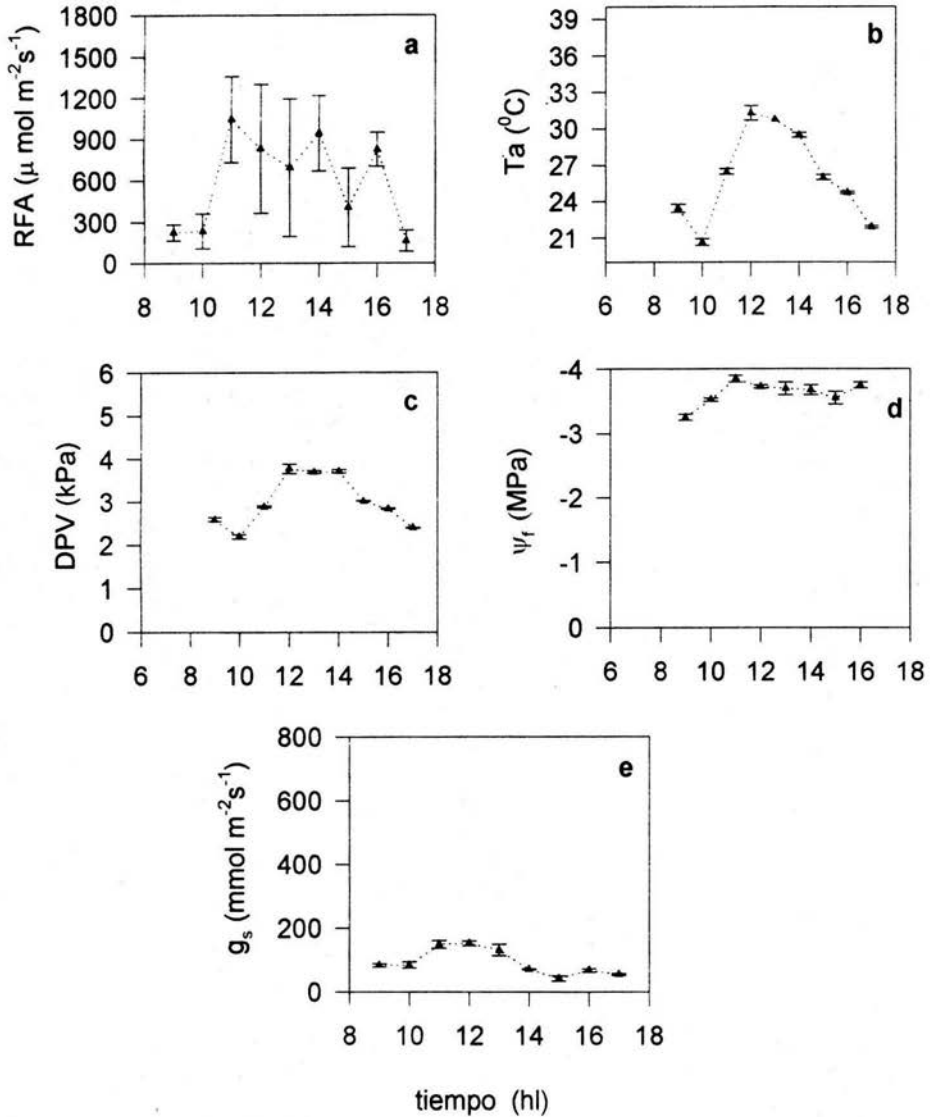 a
RFA (μ mol m⁻²s⁻¹)
1800
1500
1200
900
600
300
0
8 10 12 14 16 18
b
Ta (⁰C)
39
36
33
30
27
24
21
6 8 10 12 14 16 18
c
DPV (kPa)
6
5
4
3
2
1
0
6 8 10 12 14 16 18
d
Ψf (MPa)
-4
-3
-2
-1
0
6 8 10 12 14 16 18
e
gs (mmol m⁻²s⁻¹)
800
600
400
200
0
8 10 12 14 16 18
tiempo (hl)